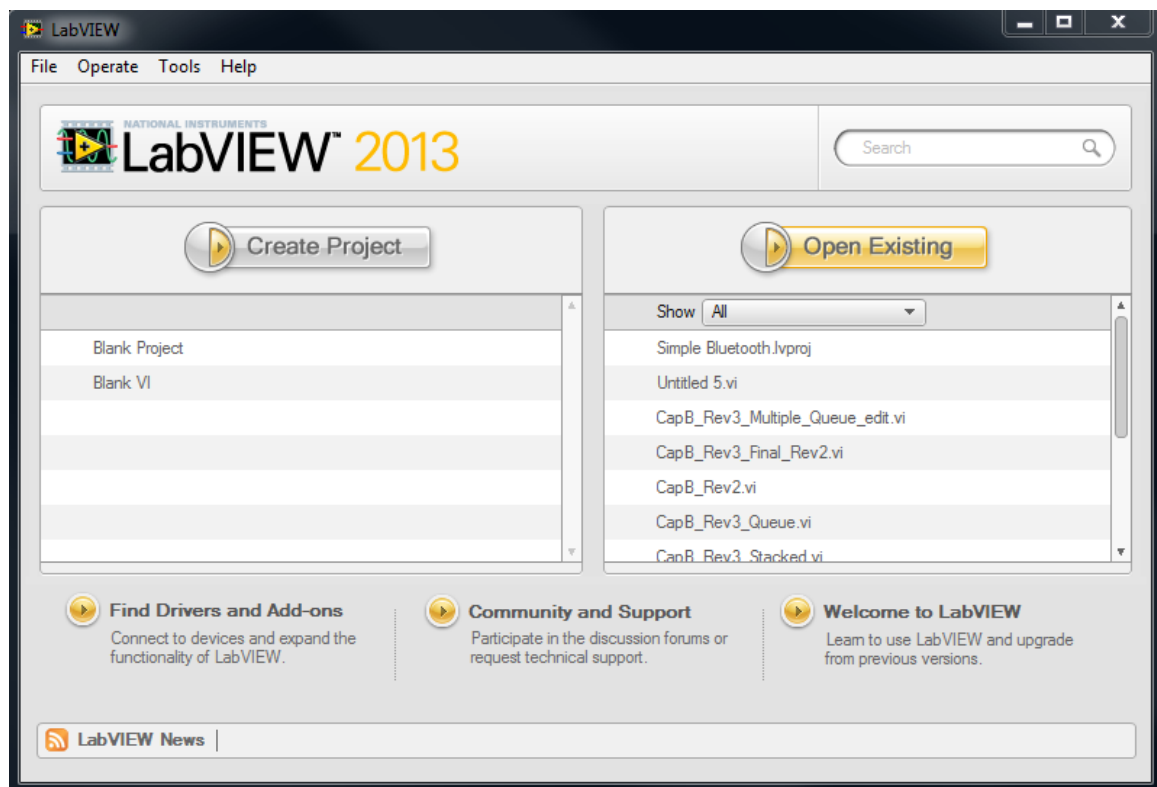 LabVIEW
File Operate Tools Help
NATIONAL INSTRUMENTS
LabVIEW™ 2013
Search
Create Project
Open Existing
Show All
Blank Project
Blank VI
Simple Bluetooth.lvproj
Untitled 5.vi
CapB_Rev3_Multiple_Queue_edit.vi
CapB_Rev3_Final_Rev2.vi
CapB_Rev2.vi
CapB_Rev3_Queue.vi
CapB_Rev3_Stacked.vi
Find Drivers and Add-ons
Connect to devices and expand the
functionality of LabVIEW.
Community and Support
Participate in the discussion forums or
request technical support.
Welcome to LabVIEW
Learn to use LabVIEW and upgrade
from previous versions.
LabVIEW News